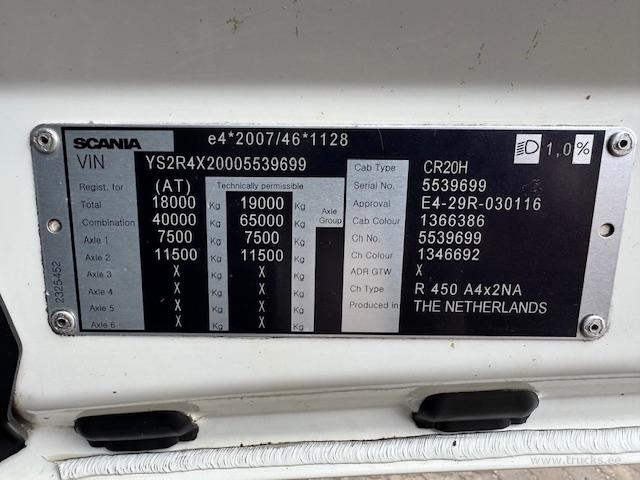 SCANIA e4*2007/46*1128 1,0%
VIN YS2R4X20005539699 Cab Type CR20H
Regist. for (AT) Technically permissible Serial No. 5539699
Total 18000 Kg 19000 Kg Axle Group Approval E4-29R-030116
Combination 40000 Kg 65000 Kg Cab Colour 1366386
Axle 1 7500 Kg 7500 Kg Ch No. 5539699
Axle 2 11500 Kg 11500 Kg Ch Colour 1346692
Axle 3 X Kg X Kg ADR GTW X
Axle 4 X Kg X Kg Ch Type R 450 A4x2NA
Axle 5 X Kg X Kg Produced in THE NETHERLANDS
Axle 6 X Kg X Kg
2325452
www.trucks.ee